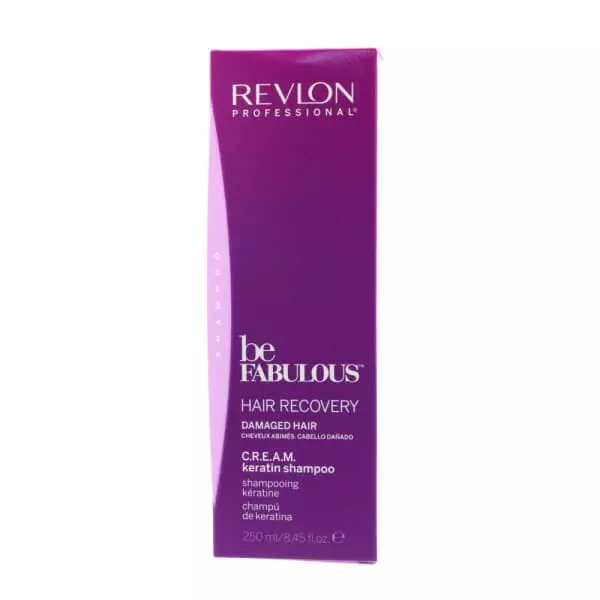 REVLON
PROFESSIONAL®
SHAMPOO
be
FABULOUS™
HAIR RECOVERY
DAMAGED HAIR
CHEVEUX ABIMÉS. CABELLO DAÑADO
C.R.E.A.M.
keratin shampoo
shampooing
kératine
champú
de keratina
250 ml/8.45 fl.oz. ℮